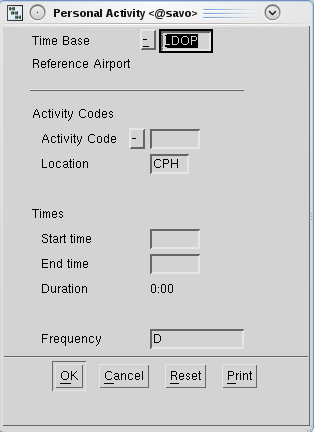 Personal Activity <@savo>
Time Base - LDOP
Reference Airport
Activity Codes
Activity Code -
Location CPH
Times
Start time
End time
Duration 0:00
Frequency D
OK Cancel Reset Print